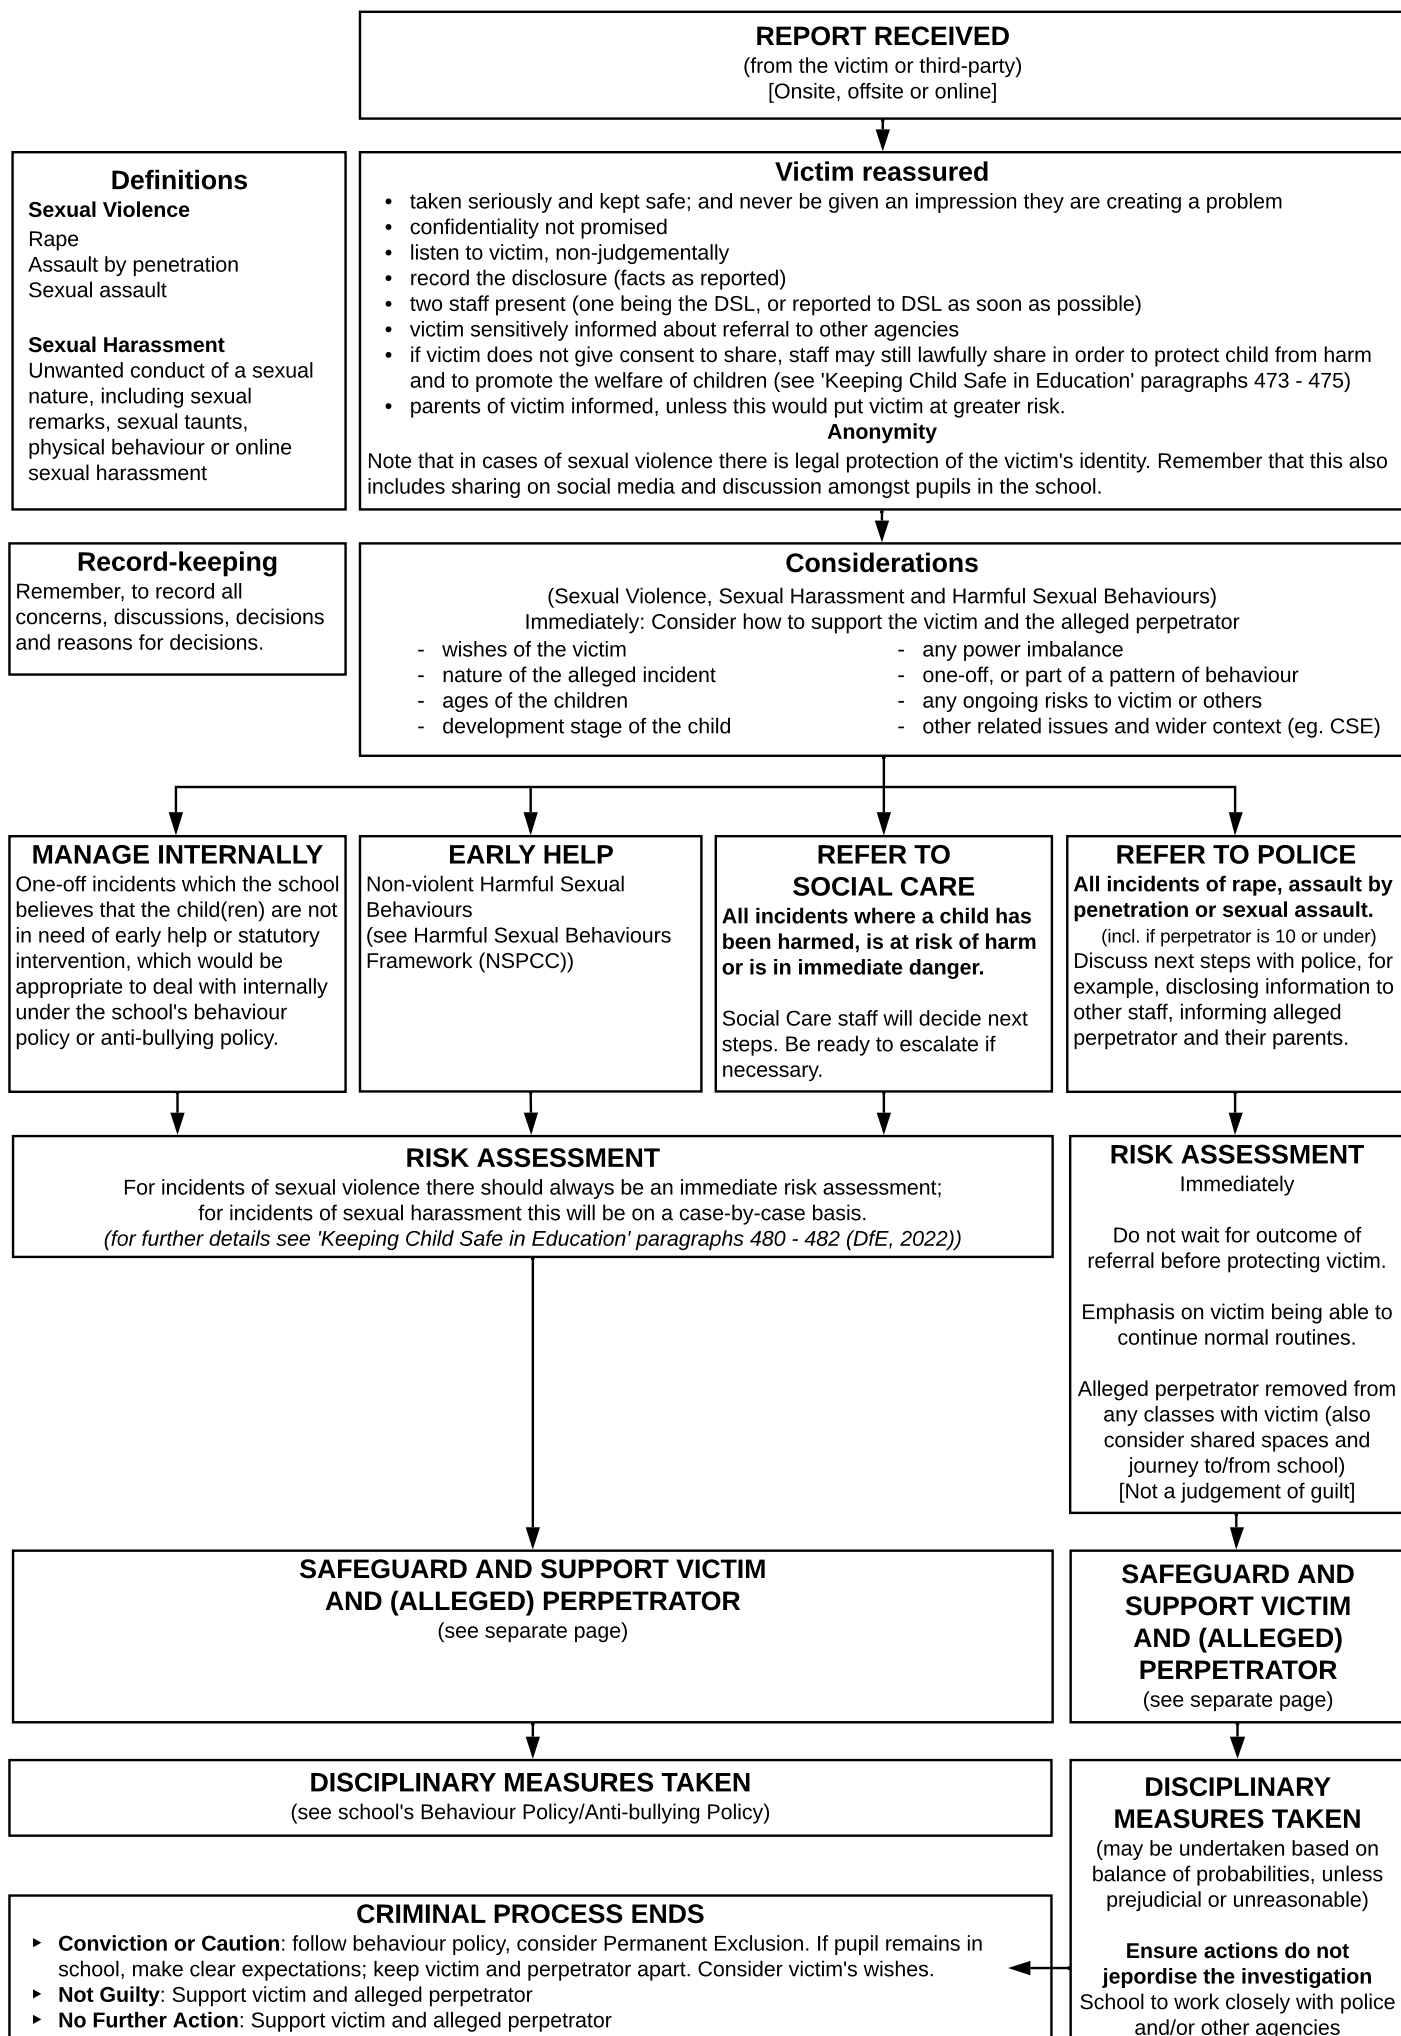 REPORT RECEIVED
(from the victim or third-party)
[Onsite, offsite or online]
Definitions
Sexual Violence
Rape
Assault by penetration
Sexual assault
Sexual Harassment
Unwanted conduct of a sexual
nature, including sexual
remarks, sexual taunts,
physical behaviour or online
sexual harassment
Victim reassured
• taken seriously and kept safe; and never be given an impression they are creating a problem
• confidentiality not promised
• listen to victim, non-judgementally
• record the disclosure (facts as reported)
• two staff present (one being the DSL, or reported to DSL as soon as possible)
• victim sensitively informed about referral to other agencies
• if victim does not give consent to share, staff may still lawfully share in order to protect child from harm
and to promote the welfare of children (see 'Keeping Child Safe in Education' paragraphs 473 - 475)
• parents of victim informed, unless this would put victim at greater risk.
Anonymity
Note that in cases of sexual violence there is legal protection of the victim's identity. Remember that this also
includes sharing on social media and discussion amongst pupils in the school.
Record-keeping
Remember, to record all
concerns, discussions, decisions
and reasons for decisions.
Considerations
(Sexual Violence, Sexual Harassment and Harmful Sexual Behaviours)
Immediately: Consider how to support the victim and the alleged perpetrator
- wishes of the victim
- nature of the alleged incident
- ages of the children
- development stage of the child
- any power imbalance
- one-off, or part of a pattern of behaviour
- any ongoing risks to victim or others
- other related issues and wider context (eg. CSE)
MANAGE INTERNALLY
One-off incidents which the school
believes that the child(ren) are not
in need of early help or statutory
intervention, which would be
appropriate to deal with internally
under the school's behaviour
policy or anti-bullying policy.
EARLY HELP
Non-violent Harmful Sexual
Behaviours
(see Harmful Sexual Behaviours
Framework (NSPCC))
REFER TO
SOCIAL CARE
All incidents where a child has
been harmed, is at risk of harm
or is in immediate danger.
Social Care staff will decide next
steps. Be ready to escalate if
necessary.
REFER TO POLICE
All incidents of rape, assault by
penetration or sexual assault.
(incl. if perpetrator is 10 or under)
Discuss next steps with police, for
example, disclosing information to
other staff, informing alleged
perpetrator and their parents.
RISK ASSESSMENT
For incidents of sexual violence there should always be an immediate risk assessment;
for incidents of sexual harassment this will be on a case-by-case basis.
(for further details see 'Keeping Child Safe in Education' paragraphs 480 - 482 (DfE, 2022))
RISK ASSESSMENT
Immediately
Do not wait for outcome of
referral before protecting victim.
Emphasis on victim being able to
continue normal routines.
Alleged perpetrator removed from
any classes with victim (also
consider shared spaces and
journey to/from school)
[Not a judgement of guilt]
SAFEGUARD AND SUPPORT VICTIM
AND (ALLEGED) PERPETRATOR
(see separate page)
SAFEGUARD AND
SUPPORT VICTIM
AND (ALLEGED)
PERPETRATOR
(see separate page)
DISCIPLINARY MEASURES TAKEN
(see school's Behaviour Policy/Anti-bullying Policy)
DISCIPLINARY
MEASURES TAKEN
(may be undertaken based on
balance of probabilities, unless
prejudicial or unreasonable)
Ensure actions do not
jepordise the investigation
School to work closely with police
and/or other agencies
CRIMINAL PROCESS ENDS
▸ Conviction or Caution: follow behaviour policy, consider Permanent Exclusion. If pupil remains in
school, make clear expectations; keep victim and perpetrator apart. Consider victim's wishes.
▸ Not Guilty: Support victim and alleged perpetrator
▸ No Further Action: Support victim and alleged perpetrator